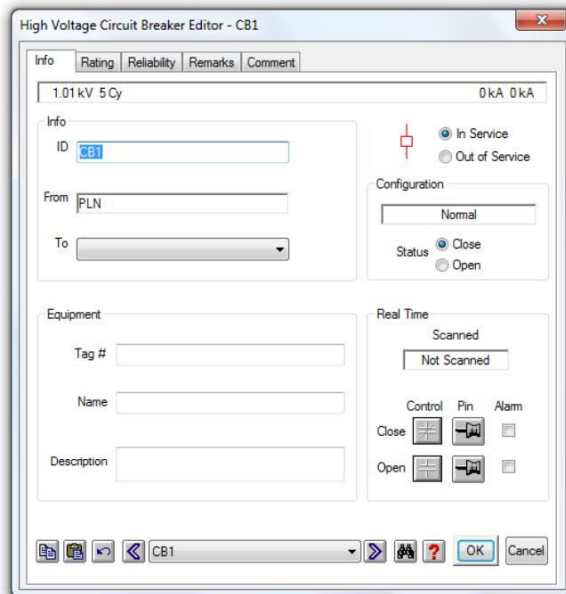 High Voltage Circuit Breaker Editor - CB1
Info Rating Reliability Remarks Comment
1.01 kV 5 Cy 0 kA 0 kA
Info
ID CB1
From PLN
To
In Service
Out of Service
Configuration
Normal
Status Close
Open
Equipment
Tag #
Name
Description
Real Time
Scanned
Not Scanned
Control Pin Alarm
Close
Open
CB1 ? OK Cancel